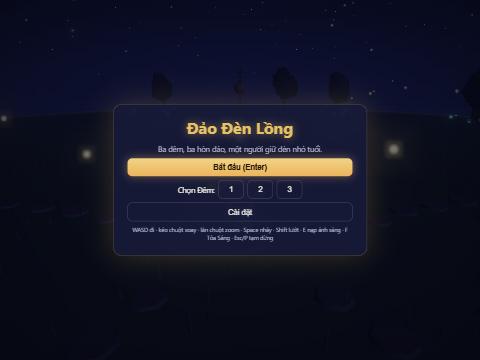 Đảo Đèn Lồng
Ba đêm, ba hòn đảo, một người giữ đèn nhỏ tuổi.
Bắt đầu (Enter)
Chọn Đêm: 1 2 3
Cài đặt
WASD đi · kéo chuột xoay · lăn chuột zoom · Space nhảy · Shift lướt · E nạp ánh sáng · F
Tỏa Sáng · Esc/P tạm dừng